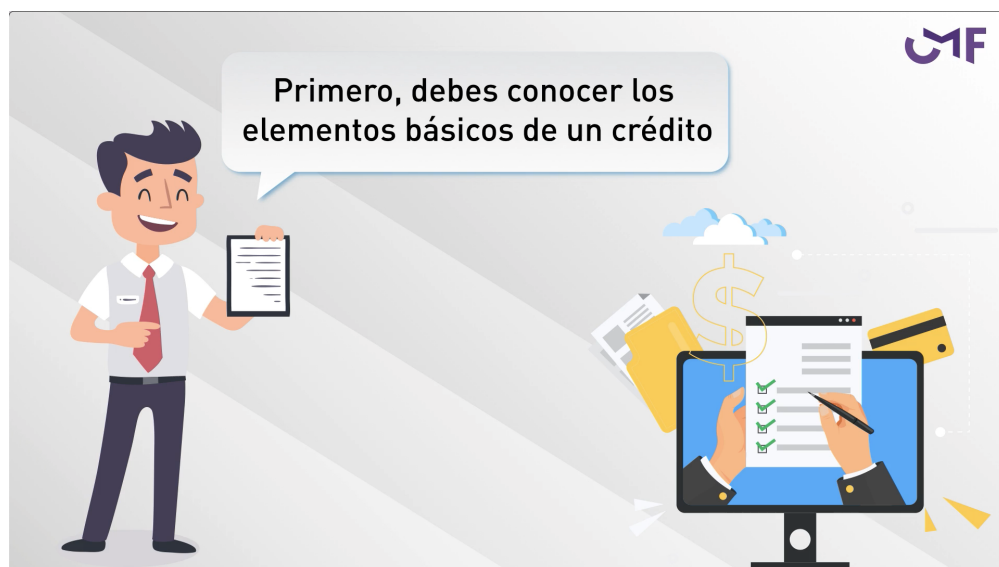 CMF
Primero, debes conocer los
elementos básicos de un crédito